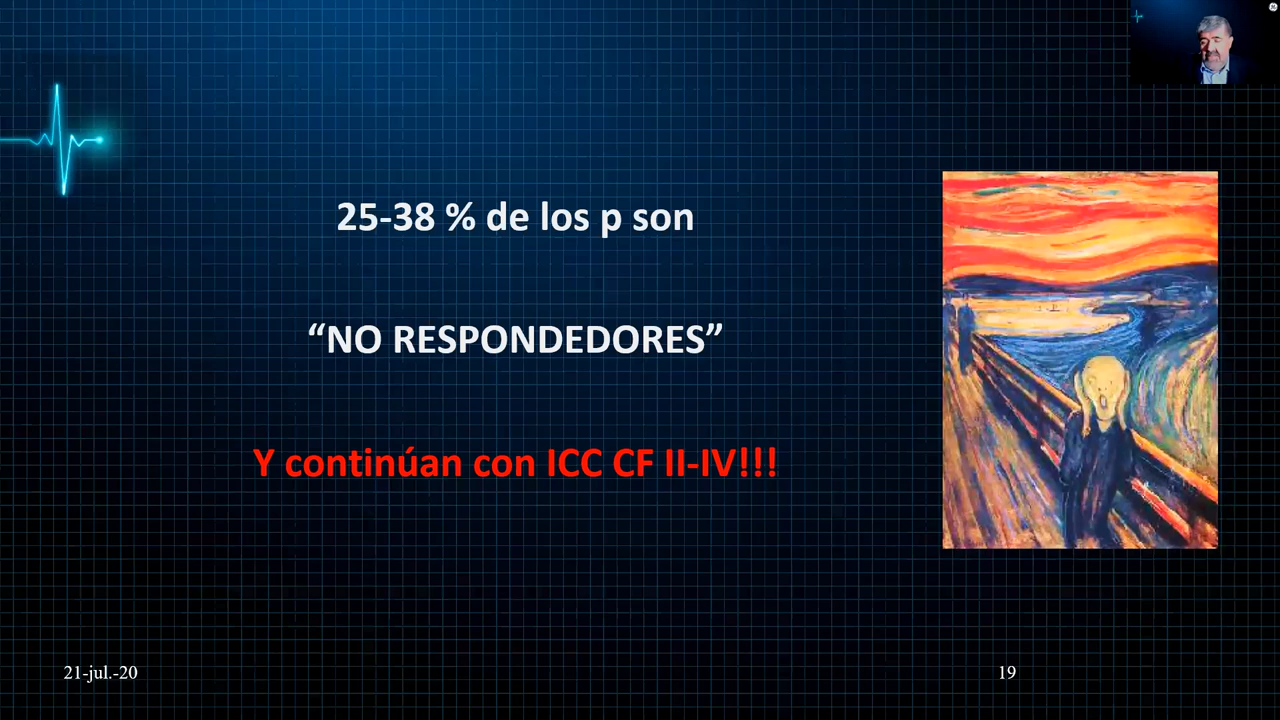 25-38 % de los p son
“NO RESPONDEDORES”
Y continúan con ICC CF II-IV!!!
21-jul.-20
19